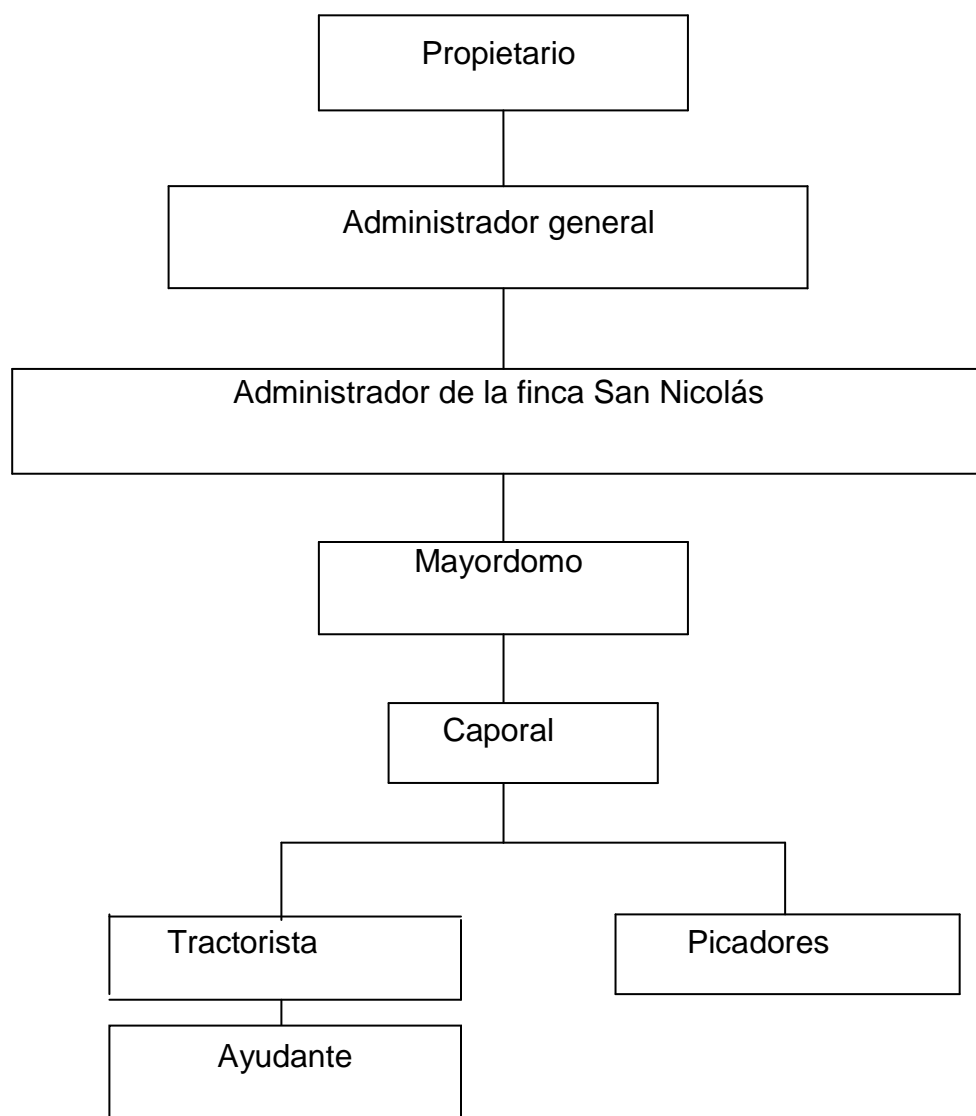 Propietario
Administrador general
Administrador de la finca San Nicolás
Mayordomo
Caporal
Tractorista
Picadores
Ayudante